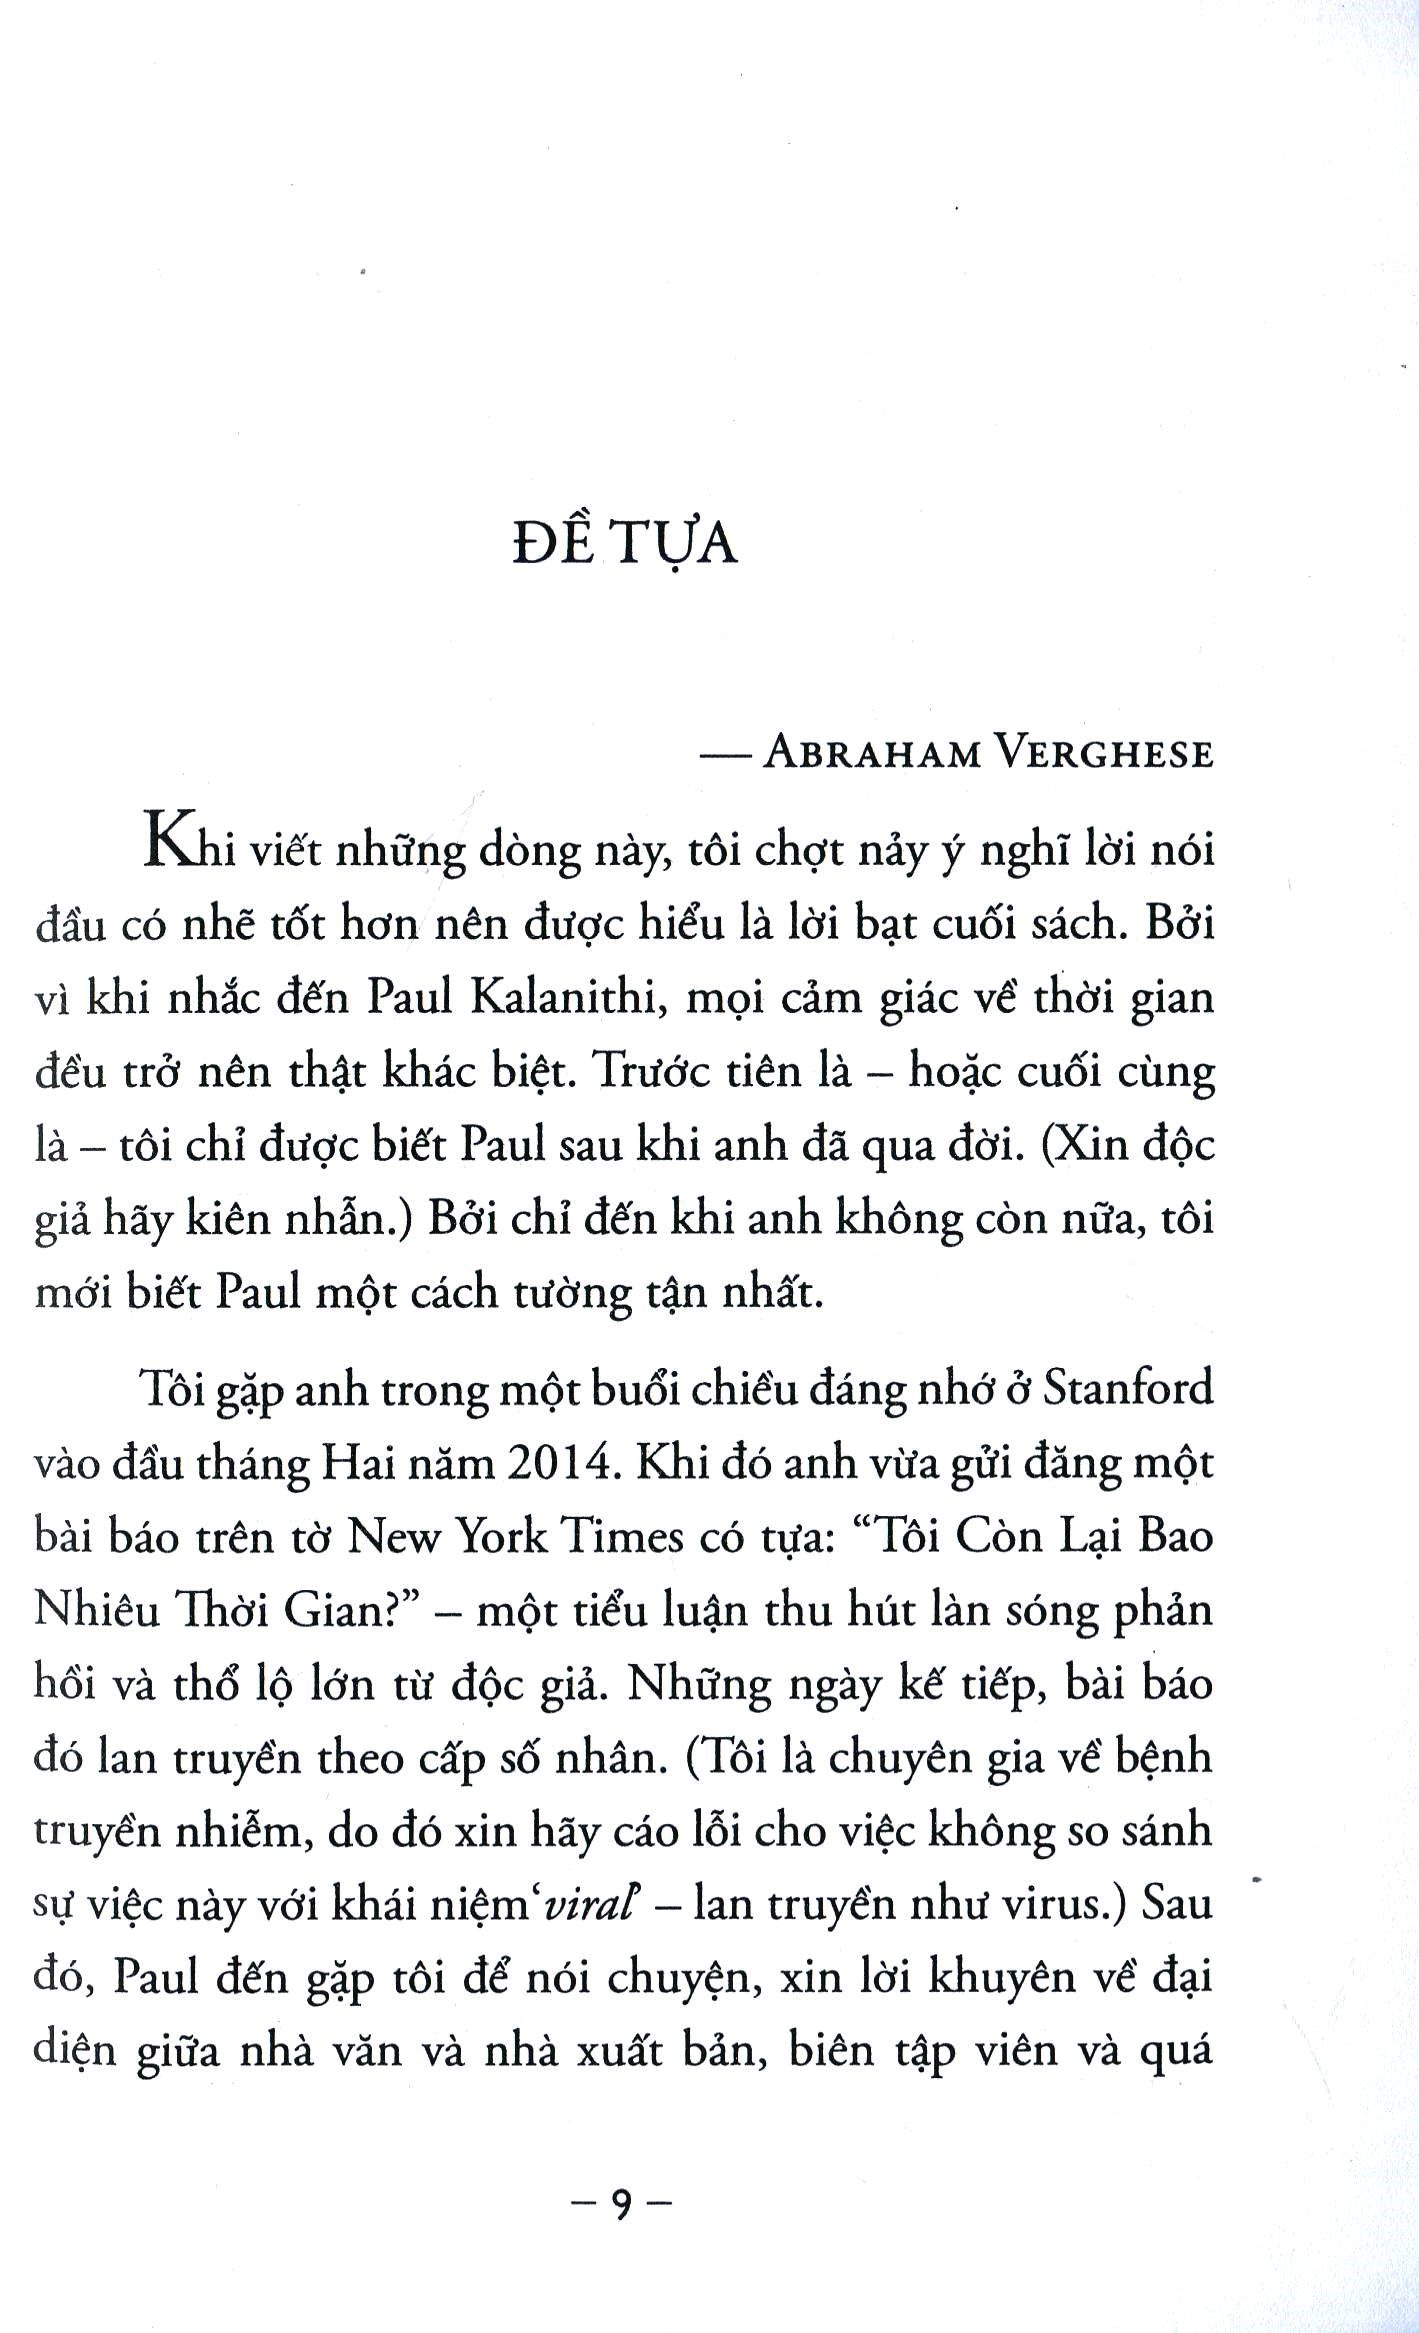 ĐỀ TỰA
— ABRAHAM VERGHESE
Khi viết những dòng này, tôi chợt nảy ý nghĩ lời nói
đầu có nhẽ tốt hơn nên được hiểu là lời bạt cuối sách. Bởi
vì khi nhắc đến Paul Kalanithi, mọi cảm giác về thời gian
đều trở nên thật khác biệt. Trước tiên là – hoặc cuối cùng
là – tôi chỉ được biết Paul sau khi anh đã qua đời. (Xin độc
giả hãy kiên nhẫn.) Bởi chỉ đến khi anh không còn nữa, tôi
mới biết Paul một cách tường tận nhất.
Tôi gặp anh trong một buổi chiều đáng nhớ ở Stanford
vào đầu tháng Hai năm 2014. Khi đó anh vừa gửi đăng một
bài báo trên tờ New York Times có tựa: “Tôi Còn Lại Bao
Nhiêu Thời Gian?” – một tiểu luận thu hút làn sóng phản
hồi và thổ lộ lớn từ độc giả. Những ngày kế tiếp, bài báo
đó lan truyền theo cấp số nhân. (Tôi là chuyên gia về bệnh
truyền nhiễm, do đó xin hãy cáo lỗi cho việc không so sánh
sự việc này với khái niệm ‘viral’ – lan truyền như virus.) Sau
đó, Paul đến gặp tôi để nói chuyện, xin lời khuyên về đại
diện giữa nhà văn và nhà xuất bản, biên tập viên và quá
– 9 –